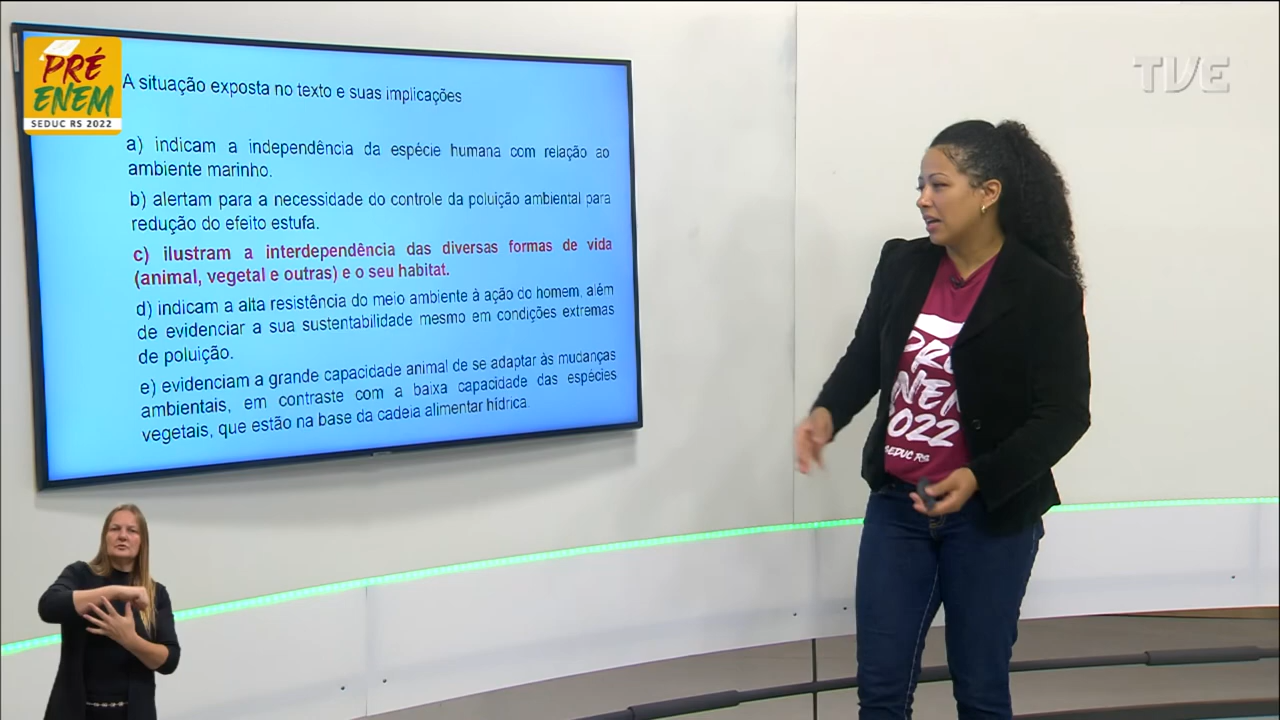 PRÉ
ENEM
SEDUC RS 2022
A situação exposta no texto e suas implicações
a) indicam a independência da espécie humana com relação ao
ambiente marinho.
b) alertam para a necessidade do controle da poluição ambiental para
redução do efeito estufa.
c) ilustram a interdependência das diversas formas de vida
(animal, vegetal e outras) e o seu habitat.
d) indicam a alta resistência do meio ambiente à ação do homem, além
de evidenciar a sua sustentabilidade mesmo em condições extremas
de poluição.
e) evidenciam a grande capacidade animal de se adaptar às mudanças
ambientais, em contraste com a baixa capacidade das espécies
vegetais, que estão na base da cadeia alimentar hídrica.
TVE
PRÉ
ENEM
2022
SEDUC RS